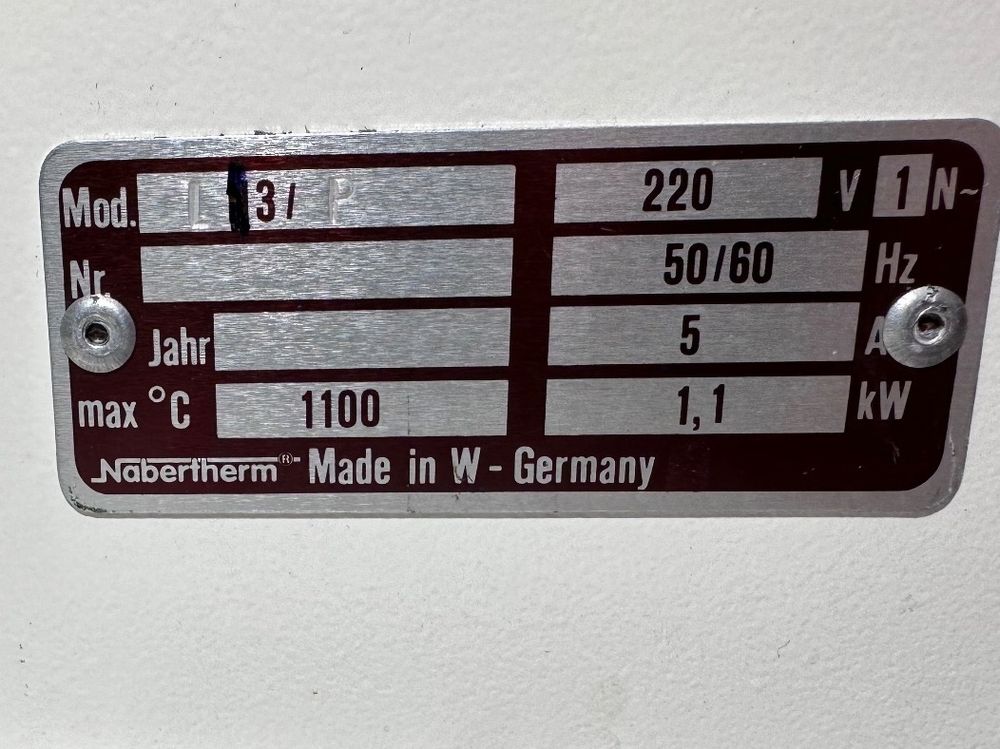 Mod. L 3/ P 220 V 1 N~
Nr. 50/60 Hz
Jahr 5 A
max °C 1100 1,1 kW
Nabertherm® Made in W-Germany